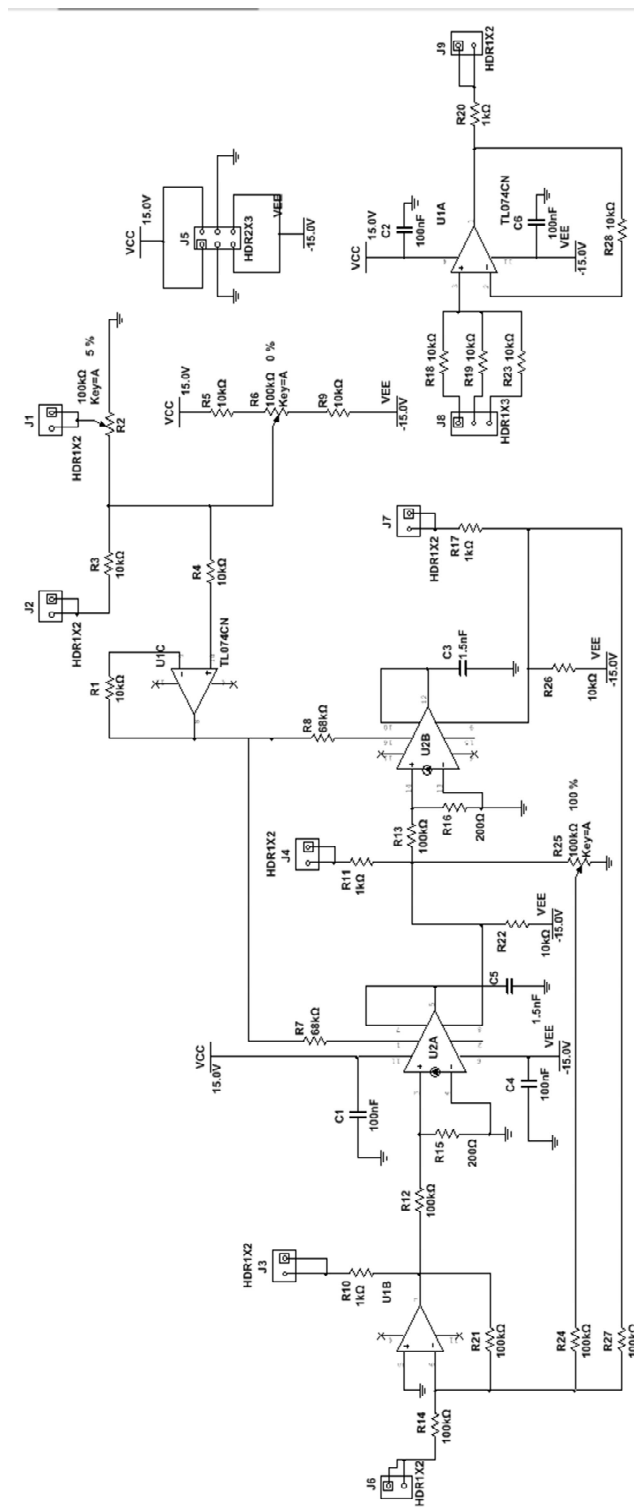 J6
HDR1X2
R14
100kΩ
U1B
R10
1kΩ
J3
HDR1X2
R21
100kΩ
R24
100kΩ
R27
100kΩ
R12
100kΩ
R15
200Ω
C1
100nF
VCC
15.0V
R7
68kΩ
U2A
C4
100nF
VEE
-15.0V
C5
1.5nF
R22
10kΩ
VEE
-15.0V
J4
HDR1X2
R11
1kΩ
R13
100kΩ
R16
200Ω
R25
100kΩ
Key=A
100 %
R8
68kΩ
U2B
C3
1.5nF
R26
10kΩ
VEE
-15.0V
J7
HDR1X2
R17
1kΩ
R1
10kΩ
U1C
TL074CN
J2
HDR1X2
R3
10kΩ
R4
10kΩ
J1
HDR1X2
R2
100kΩ
Key=A
5 %
VCC
15.0V
R5
10kΩ
R6
100kΩ
Key=A
0 %
R9
10kΩ
VEE
-15.0V
VCC
15.0V
J5
HDR2X3
VEE
-15.0V
J8
HDR1X3
R18
10kΩ
R19
10kΩ
R23
10kΩ
VCC
15.0V
C2
100nF
U1A
TL074CN
C6
100nF
VEE
-15.0V
R28
10kΩ
R20
1kΩ
J9
HDR1X2